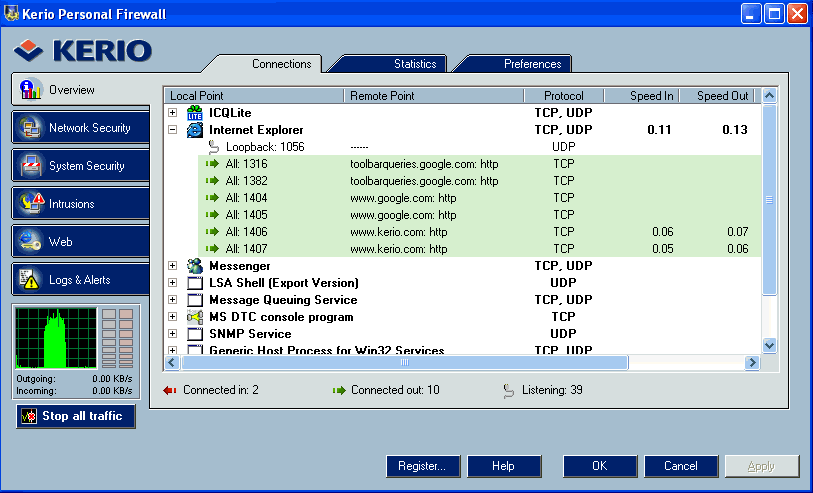 Kerio Personal Firewall
KERIO
Connections Statistics Preferences
Overview
Network Security
System Security
Intrusions
Web
Logs & Alerts
Outgoing: 0.00 KB/s
Incoming: 0.00 KB/s
Stop all traffic
Local Point Remote Point Protocol Speed In Speed Out
LITE ICQLite TCP, UDP
Internet Explorer TCP, UDP 0.11 0.13
Loopback: 1056 ------ UDP
All: 1316 toolbarqueries.google.com: http TCP
All: 1382 toolbarqueries.google.com: http TCP
All: 1404 www.google.com: http TCP
All: 1405 www.google.com: http TCP
All: 1406 www.kerio.com: http TCP 0.06 0.07
All: 1407 www.kerio.com: http TCP 0.05 0.06
Messenger TCP, UDP
LSA Shell (Export Version) UDP
Message Queuing Service TCP, UDP
MS DTC console program TCP
SNMP Service UDP
Generic Host Process for Win32 Services TCP, UDP
Connected in: 2 Connected out: 10 Listening: 39
Register... Help OK Cancel Apply